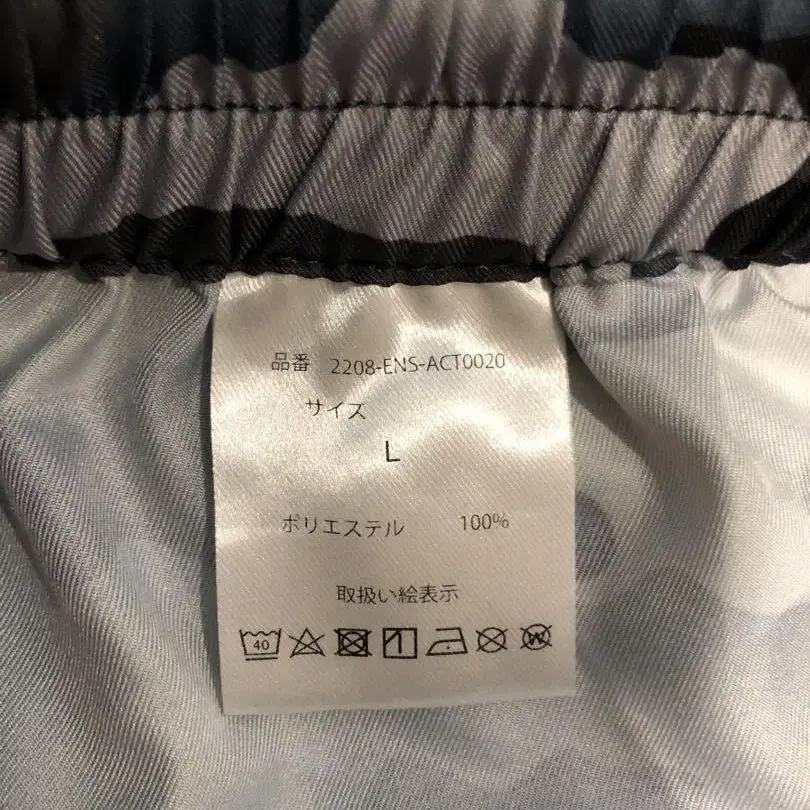 品番 2208-ENS-ACT0020
サイズ
L
ポリエステル 100%
取扱い絵表示
40 W